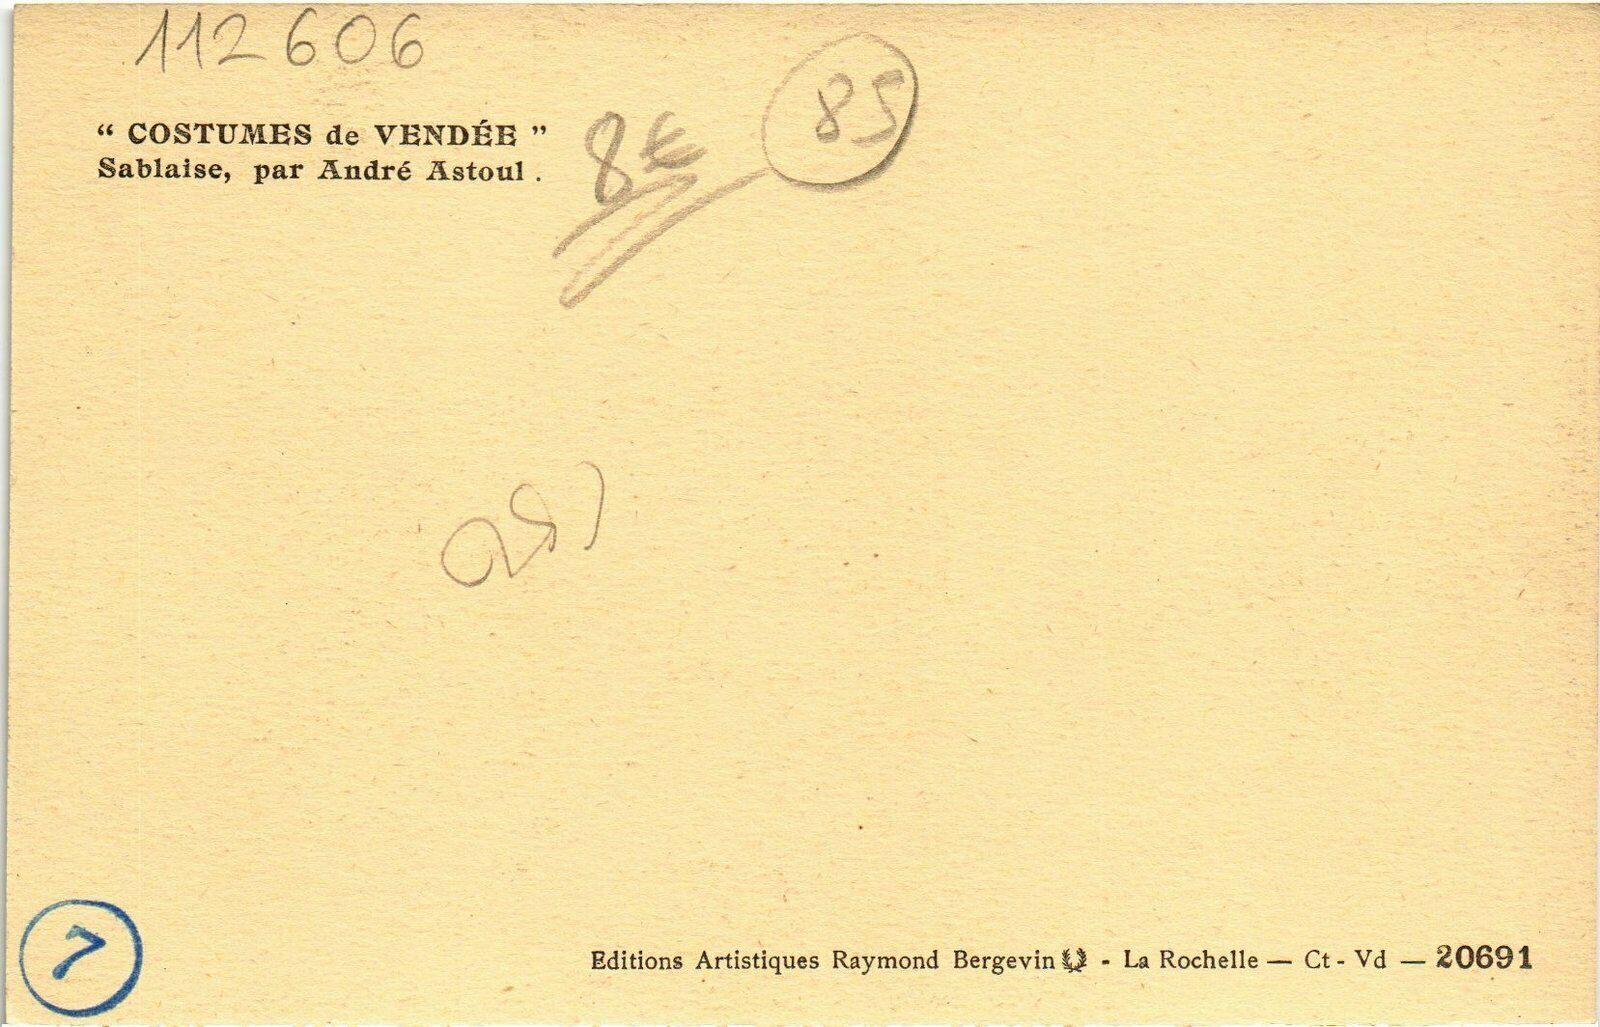 112606
“ COSTUMES de VENDÉE ”
Sablaise, par André Astoul .
8€
85
7
Editions Artistiques Raymond Bergevin - La Rochelle — Ct - Vd — 20691